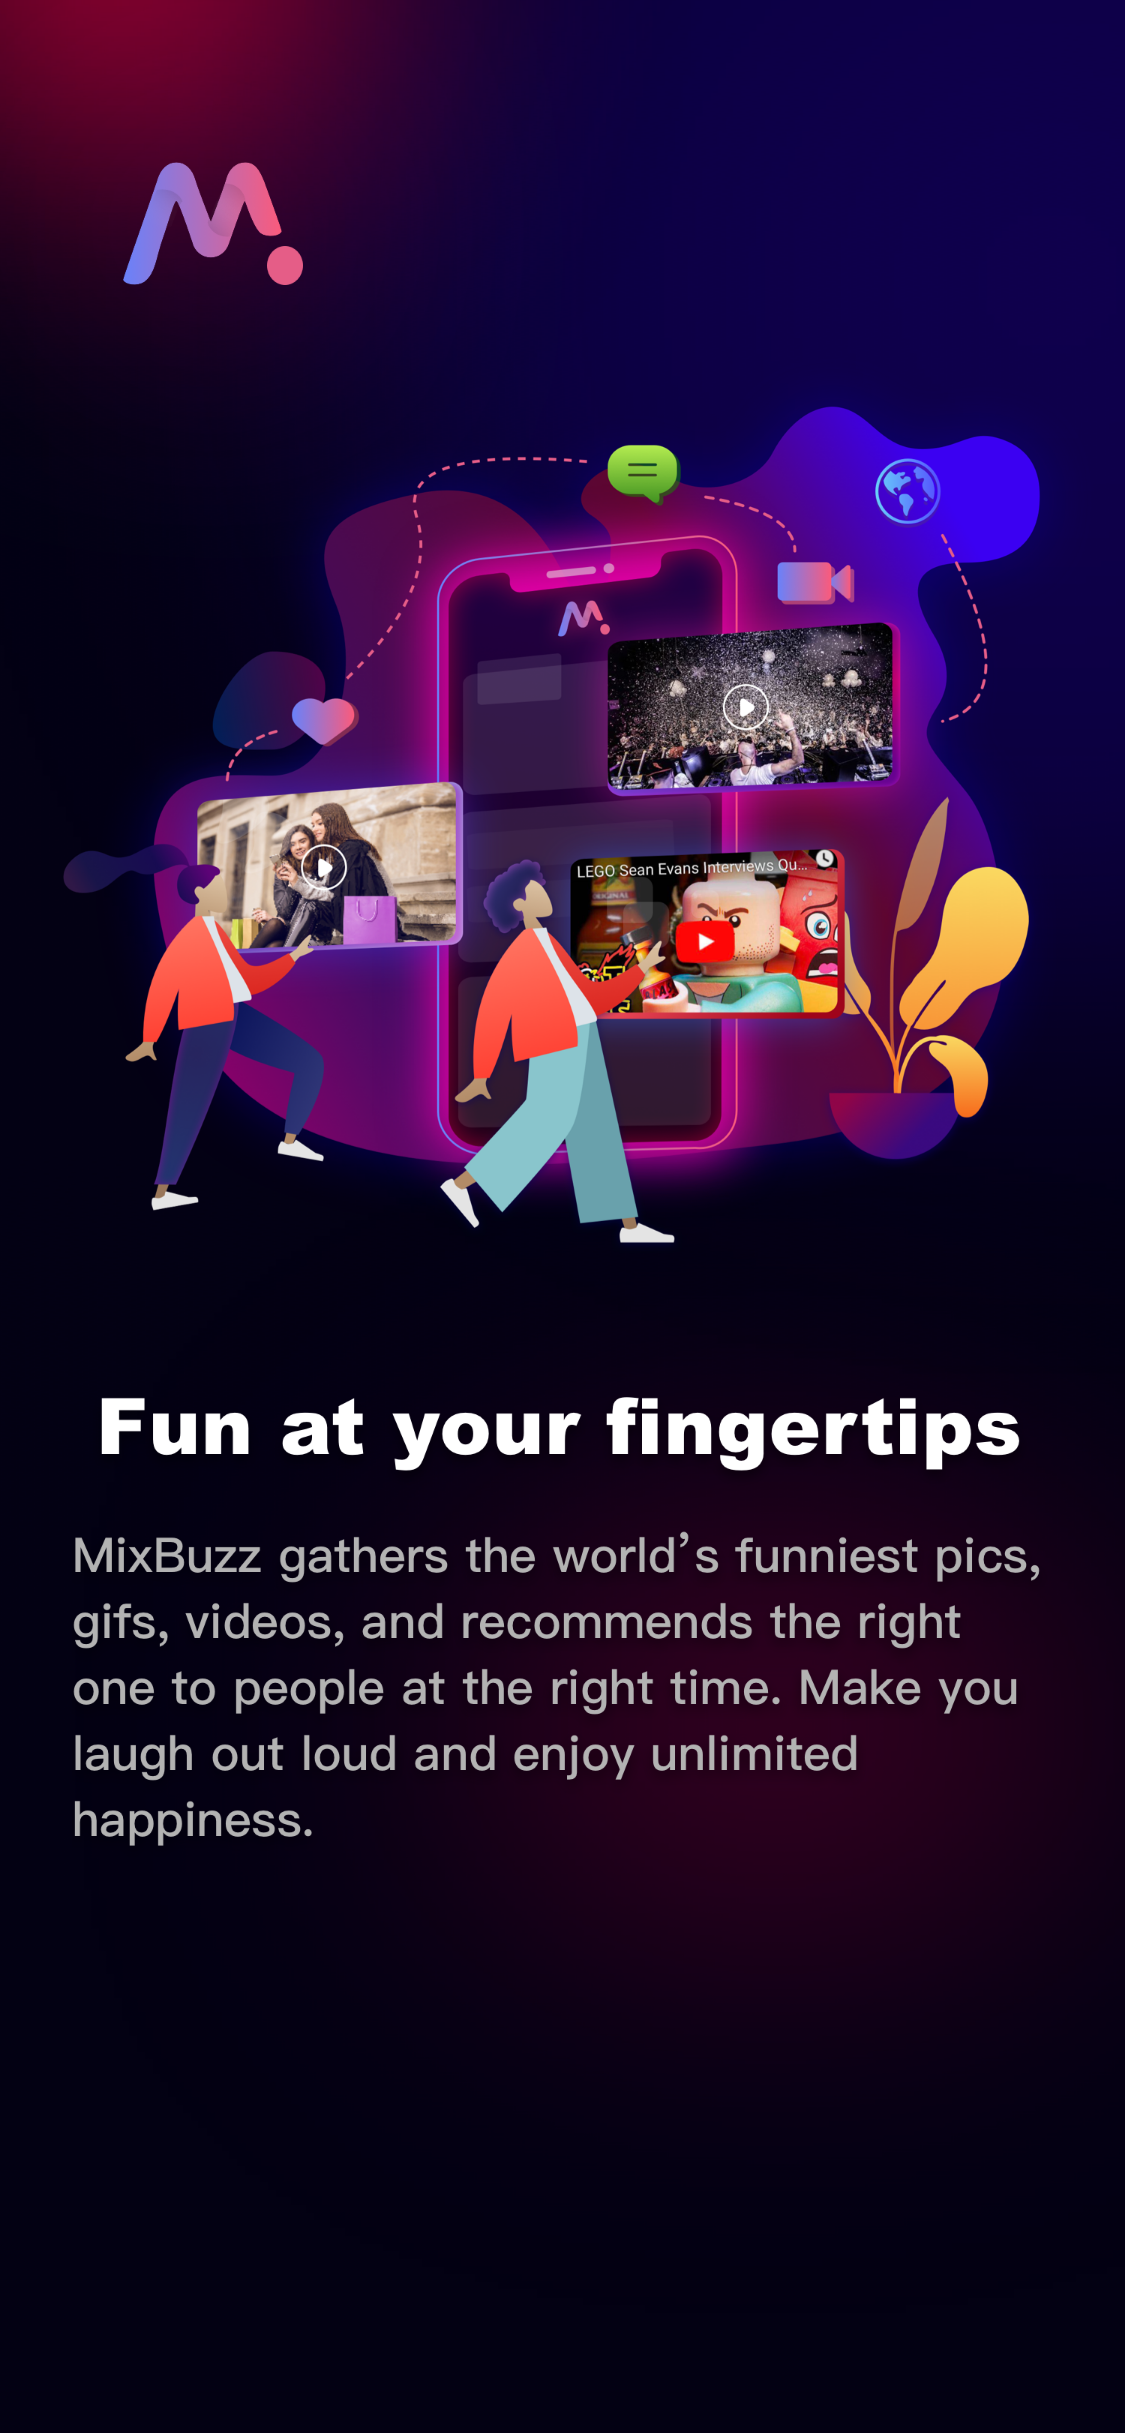 M.
M.
LEGO Sean Evans Interviews Qu...
ORIGINAL
Fun at your fingertips
MixBuzz gathers the world’s funniest pics,
gifs, videos, and recommends the right
one to people at the right time. Make you
laugh out loud and enjoy unlimited
happiness.